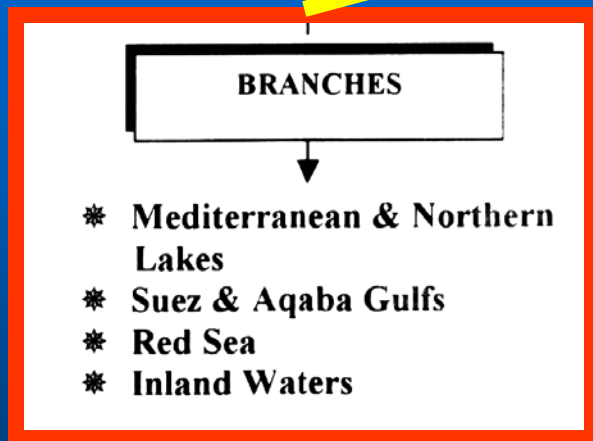 BRANCHES
❋ Mediterranean & Northern
Lakes
❋ Suez & Aqaba Gulfs
❋ Red Sea
❋ Inland Waters